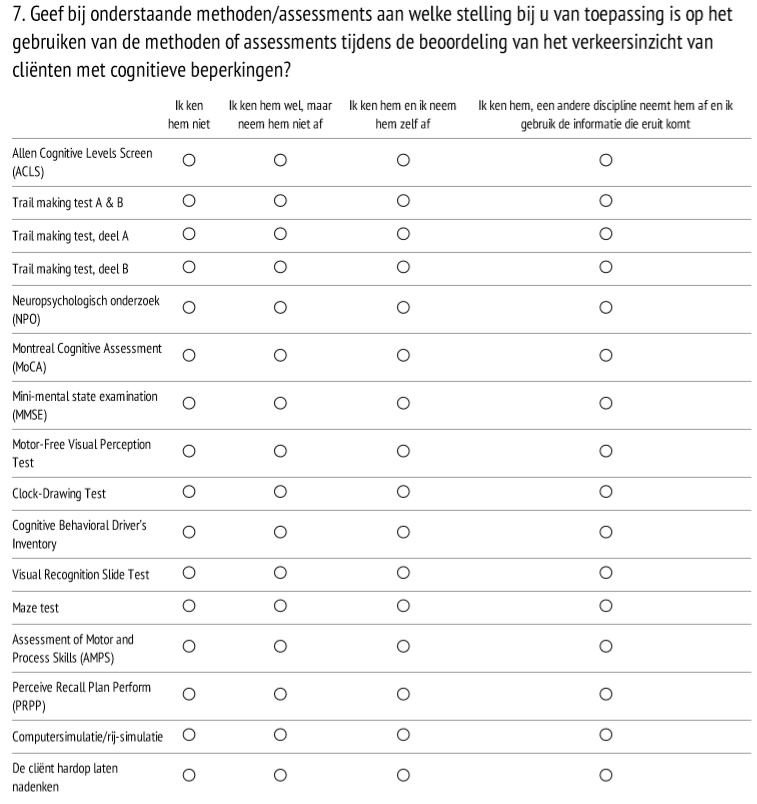 7. Geef bij onderstaande methoden/assessments aan welke stelling bij u van toepassing is op het
gebruiken van de methoden of assessments tijdens de beoordeling van het verkeersinzicht van
cliënten met cognitieve beperkingen?
Ik ken
hem niet
Ik ken hem wel, maar
neem hem niet af
Ik ken hem en ik neem
hem zelf af
Ik ken hem, een andere discipline neemt hem af en ik
gebruik de informatie die eruit komt
Allen Cognitive Levels Screen
(ACLS)
Trail making test A & B
Trail making test, deel A
Trail making test, deel B
Neuropsychologisch onderzoek
(NPO)
Montreal Cognitive Assessment
(MoCA)
Mini-mental state examination
(MMSE)
Motor-Free Visual Perception
Test
Clock-Drawing Test
Cognitive Behavioral Driver's
Inventory
Visual Recognition Slide Test
Maze test
Assessment of Motor and
Process Skills (AMPS)
Perceive Recall Plan Perform
(PRPP)
Computersimulatie/rij-simulatie
De cliënt hardop laten
nadenken